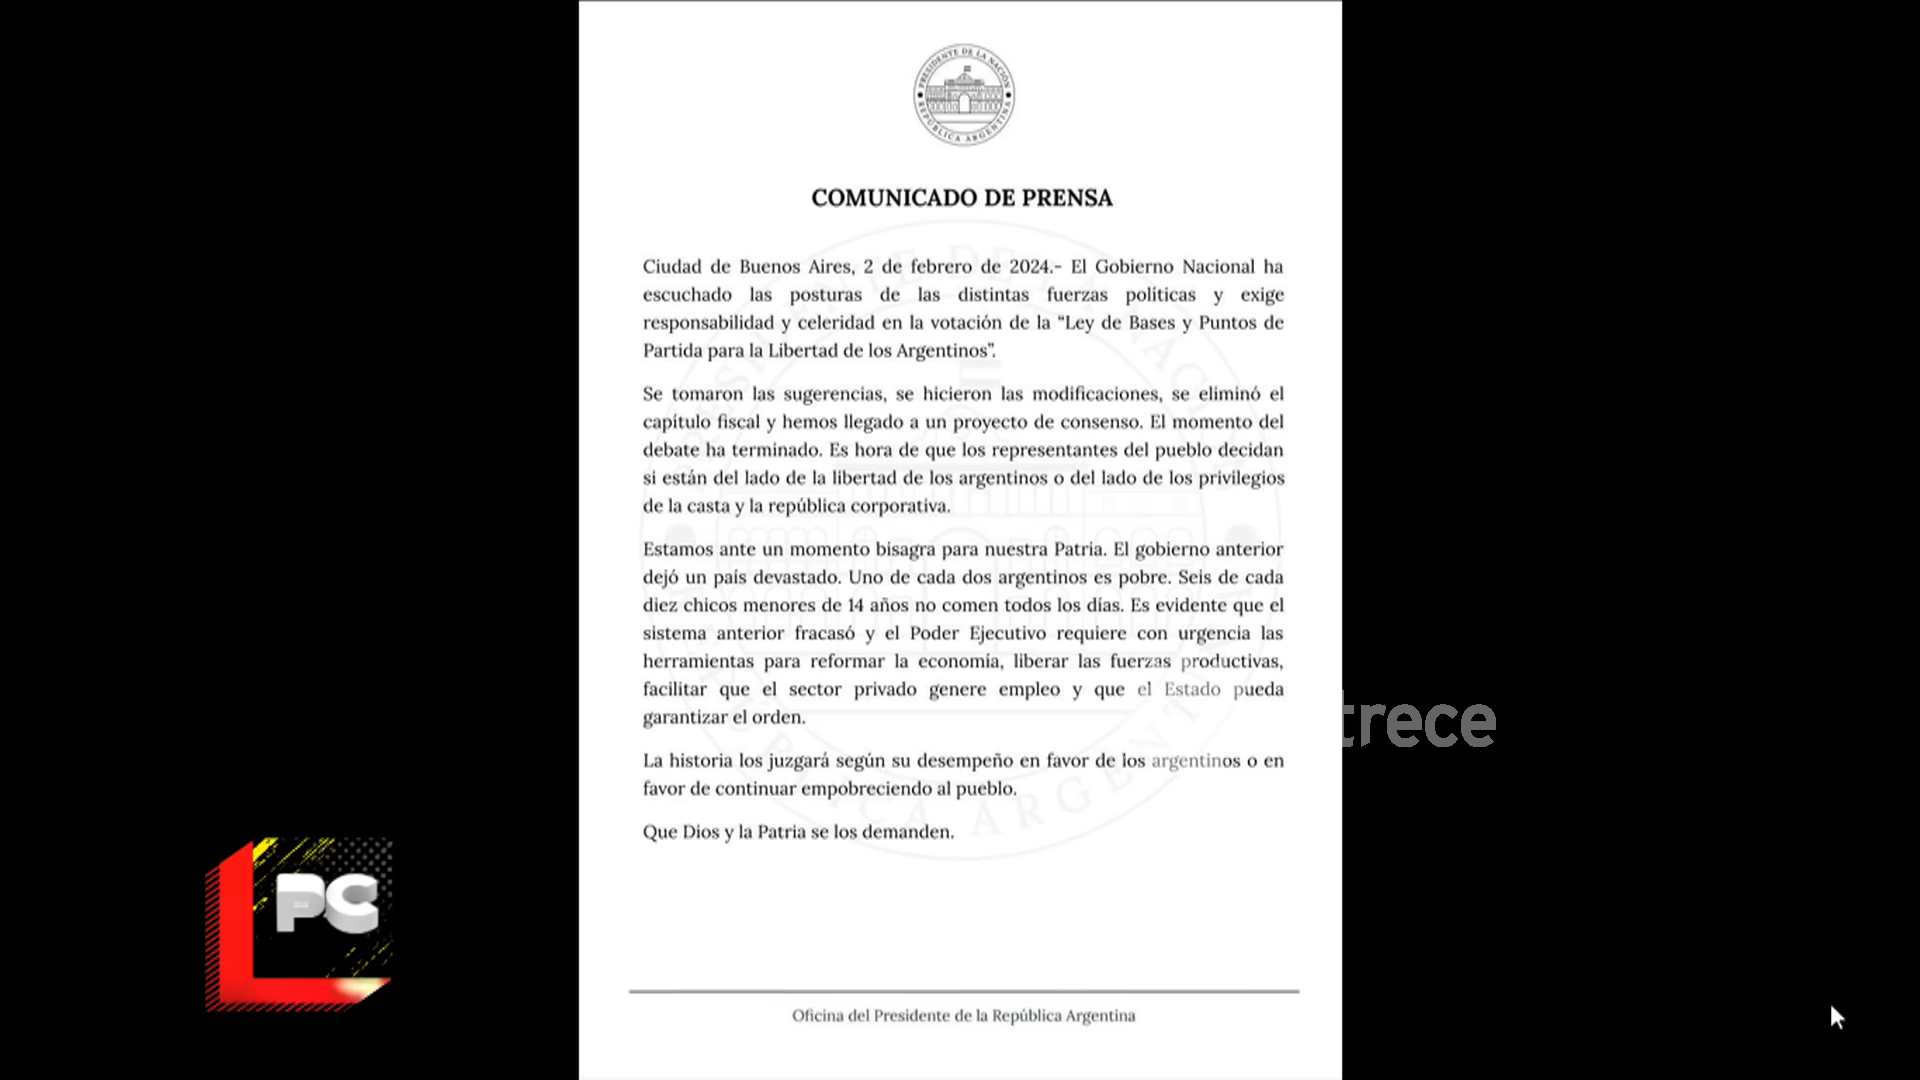 PRESIDENTE DE LA NACIÓN
REPÚBLICA ARGENTINA
COMUNICADO DE PRENSA
Ciudad de Buenos Aires, 2 de febrero de 2024.- El Gobierno Nacional ha
escuchado las posturas de las distintas fuerzas políticas y exige
responsabilidad y celeridad en la votación de la “Ley de Bases y Puntos de
Partida para la Libertad de los Argentinos”.
Se tomaron las sugerencias, se hicieron las modificaciones, se eliminó el
capítulo fiscal y hemos llegado a un proyecto de consenso. El momento del
debate ha terminado. Es hora de que los representantes del pueblo decidan
si están del lado de la libertad de los argentinos o del lado de los privilegios
de la casta y la república corporativa.
Estamos ante un momento bisagra para nuestra Patria. El gobierno anterior
dejó un país devastado. Uno de cada dos argentinos es pobre. Seis de cada
diez chicos menores de 14 años no comen todos los días. Es evidente que el
sistema anterior fracasó y el Poder Ejecutivo requiere con urgencia las
herramientas para reformar la economía, liberar las fuerzas productivas,
facilitar que el sector privado genere empleo y que el Estado pueda
garantizar el orden.
La historia los juzgará según su desempeño en favor de los argentinos o en
favor de continuar empobreciendo al pueblo.
Que Dios y la Patria se los demanden.
Oficina del Presidente de la República Argentina
trece
PC